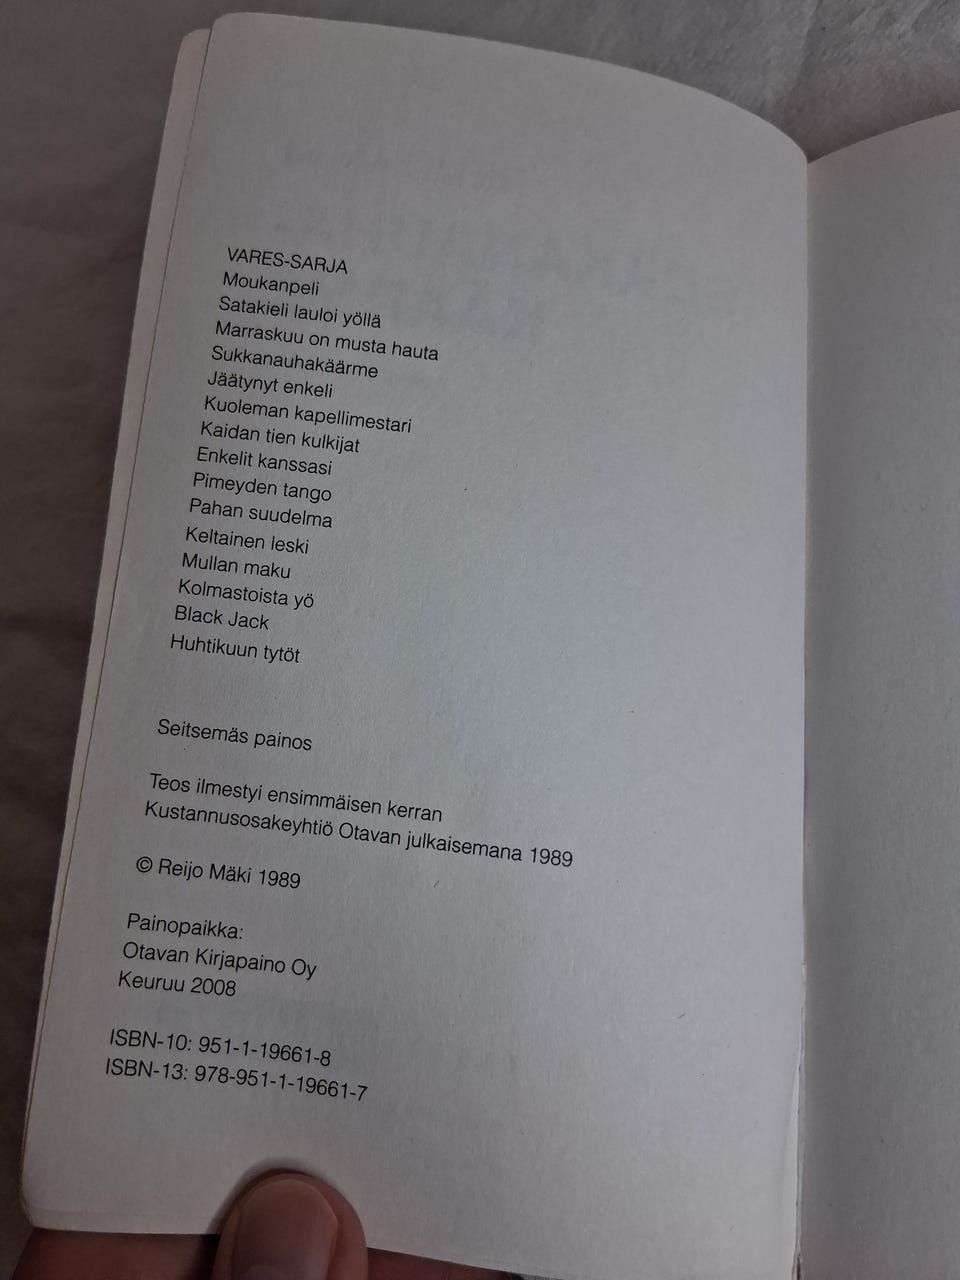 VARES-SARJA
Moukanpeli
Satakieli lauloi yöllä
Marraskuu on musta hauta
Sukkanauhakäärme
Jäätynyt enkeli
Kuoleman kapellimestari
Kaidan tien kulkijat
Enkelit kanssasi
Pimeyden tango
Pahan suudelma
Keltainen leski
Mullan maku
Kolmastoista yö
Black Jack
Huhtikuun tytöt
Seitsemäs painos
Teos ilmestyi ensimmäisen kerran
Kustannusosakeyhtiö Otavan julkaisemana 1989
© Reijo Mäki 1989
Painopaikka:
Otavan Kirjapaino Oy
Keuruu 2008
ISBN-10: 951-1-19661-8
ISBN-13: 978-951-1-19661-7